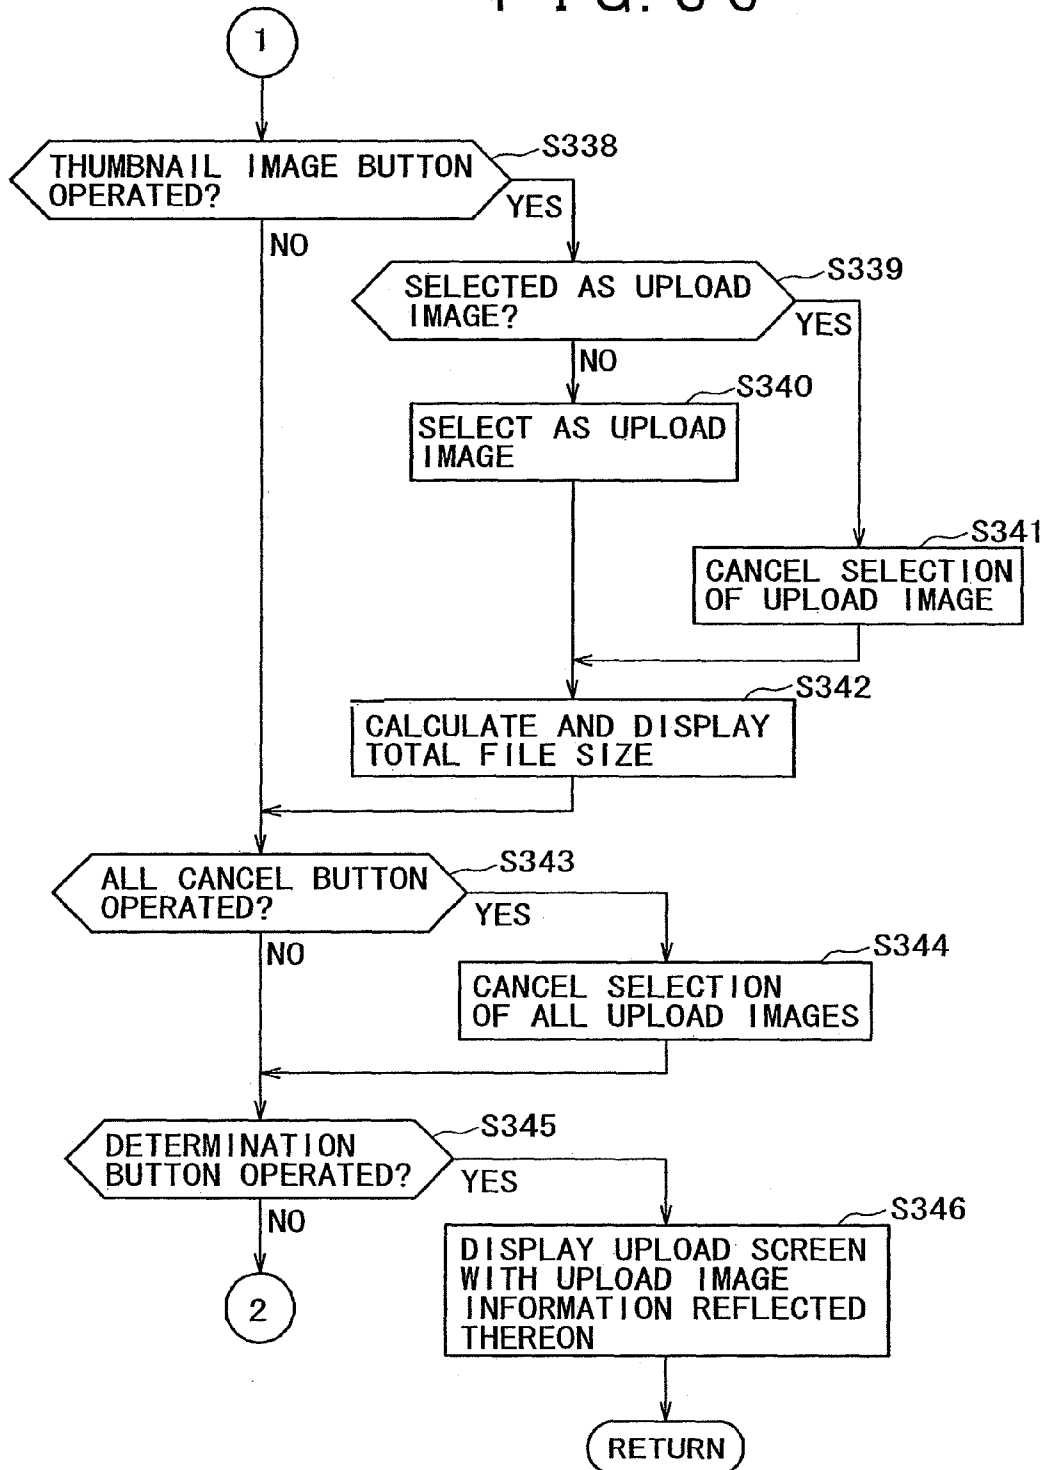 1
S338
THUMBNAIL IMAGE BUTTON
OPERATED?
YES
NO
S339
SELECTED AS UPLOAD
IMAGE?
YES
NO
S340
SELECT AS UPLOAD
IMAGE
S341
CANCEL SELECTION
OF UPLOAD IMAGE
S342
CALCULATE AND DISPLAY
TOTAL FILE SIZE
S343
ALL CANCEL BUTTON
OPERATED?
YES
NO
S344
CANCEL SELECTION
OF ALL UPLOAD IMAGES
S345
DETERMINATION
BUTTON OPERATED?
YES
NO
S346
DISPLAY UPLOAD SCREEN
WITH UPLOAD IMAGE
INFORMATION REFLECTED
THEREON
2
RETURN